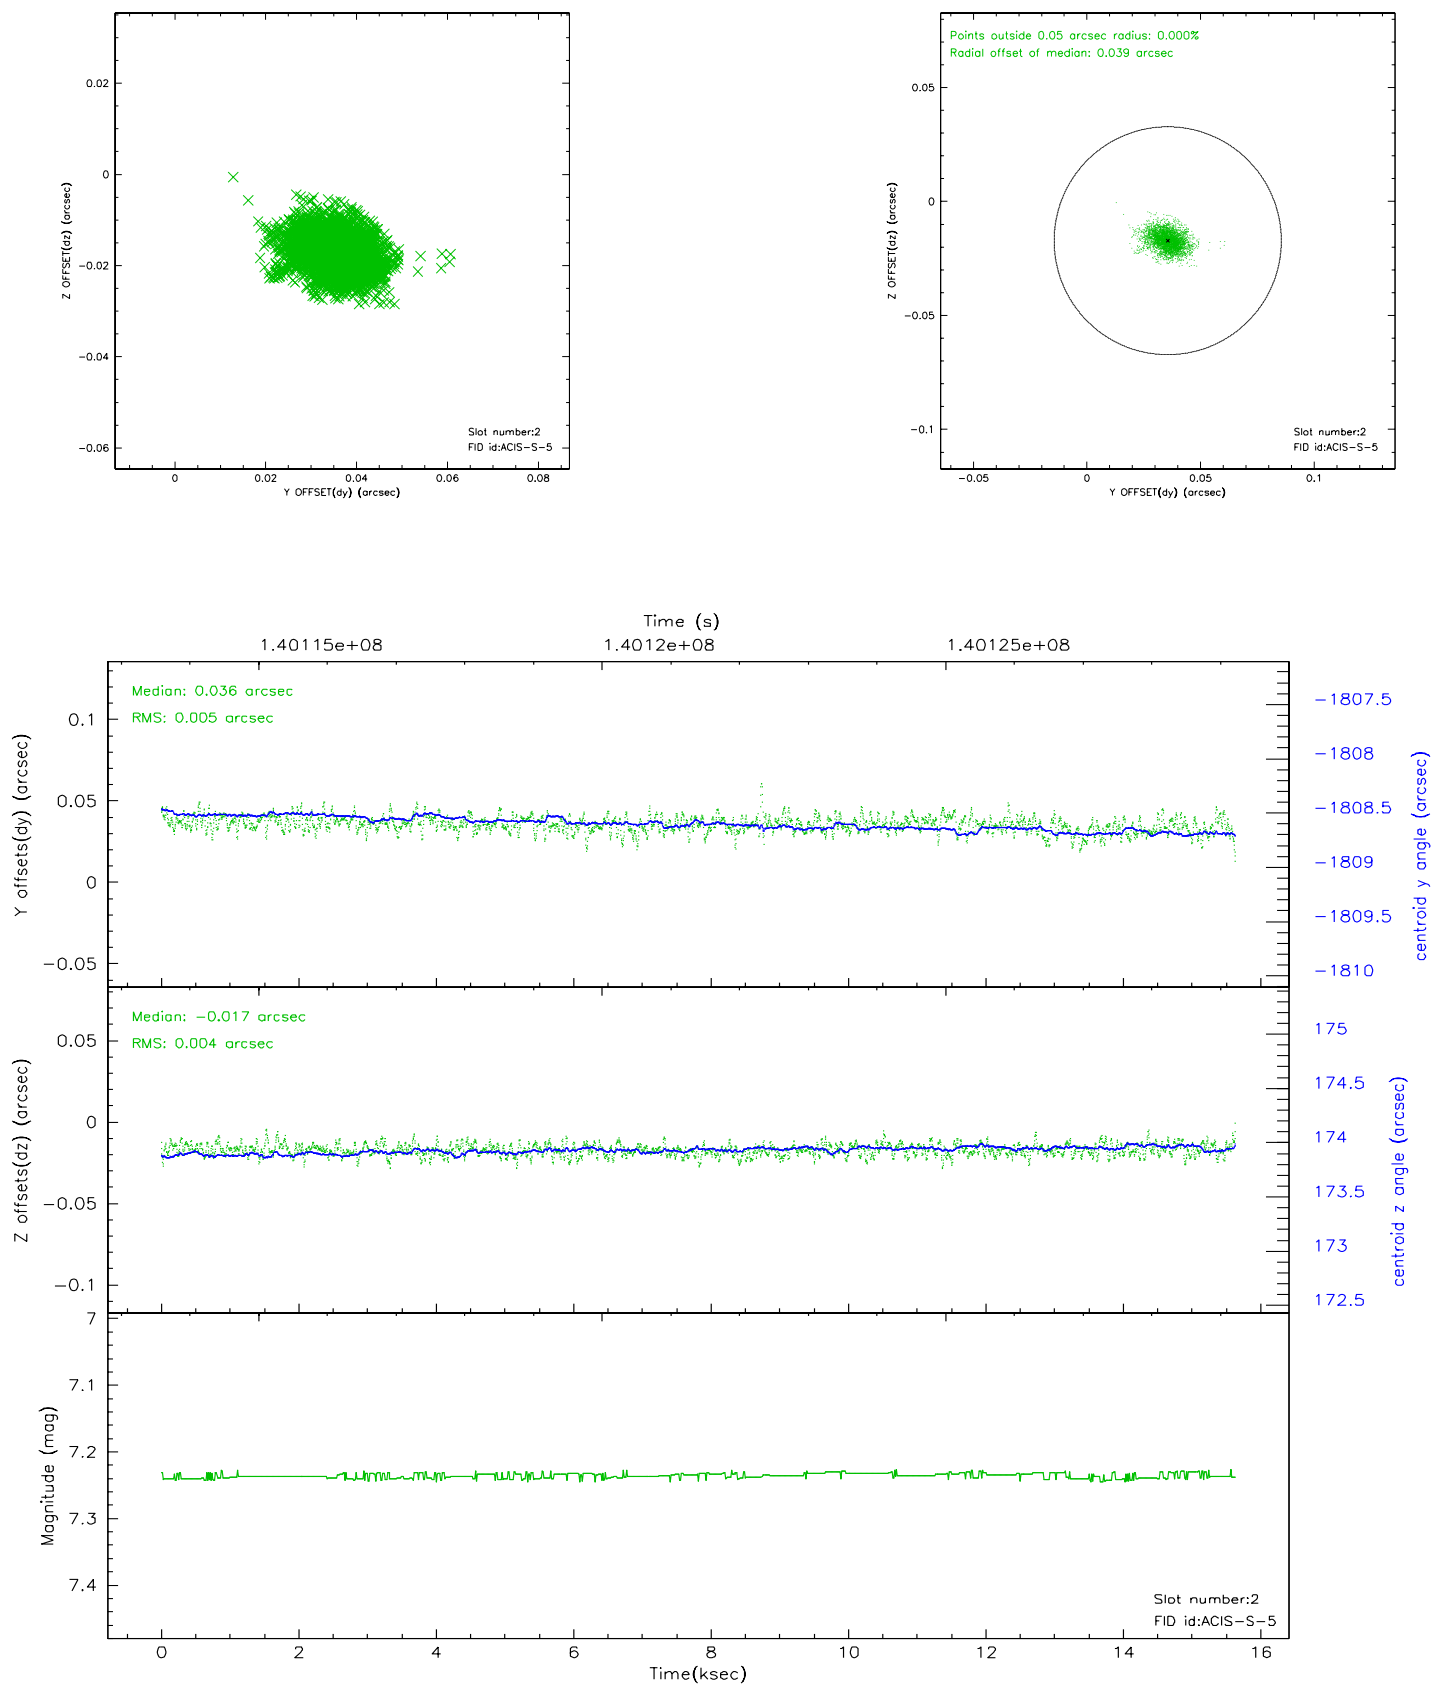 0.02
0
−0.02
−0.04
−0.06
Z OFFSET(dz) (arcsec)
0
0.02
0.04
0.06
0.08
Y OFFSET(dy) (arcsec)
Slot number:2
FID id:ACIS−S−5
Points outside 0.05 arcsec radius: 0.000%
Radial offset of median: 0.039 arcsec
0.05
0
−0.05
−0.1
Z OFFSET(dz) (arcsec)
−0.05
0
0.05
0.1
Y OFFSET(dy) (arcsec)
Slot number:2
FID id:ACIS−S−5
Time (s)
1.40115e+08
1.4012e+08
1.40125e+08
Median: 0.036 arcsec
RMS: 0.005 arcsec
0.1
0.05
0
−0.05
Y offsets(dy) (arcsec)
−1807.5
−1808
−1808.5
−1809
−1809.5
−1810
centroid y angle (arcsec)
Median: −0.017 arcsec
RMS: 0.004 arcsec
0.05
0
−0.05
−0.1
Z offsets(dz) (arcsec)
175
174.5
174
173.5
173
172.5
centroid z angle (arcsec)
7
7.1
7.2
7.3
7.4
Magnitude (mag)
Slot number:2
FID id:ACIS−S−5
0
2
4
6
8
10
12
14
16
Time(ksec)